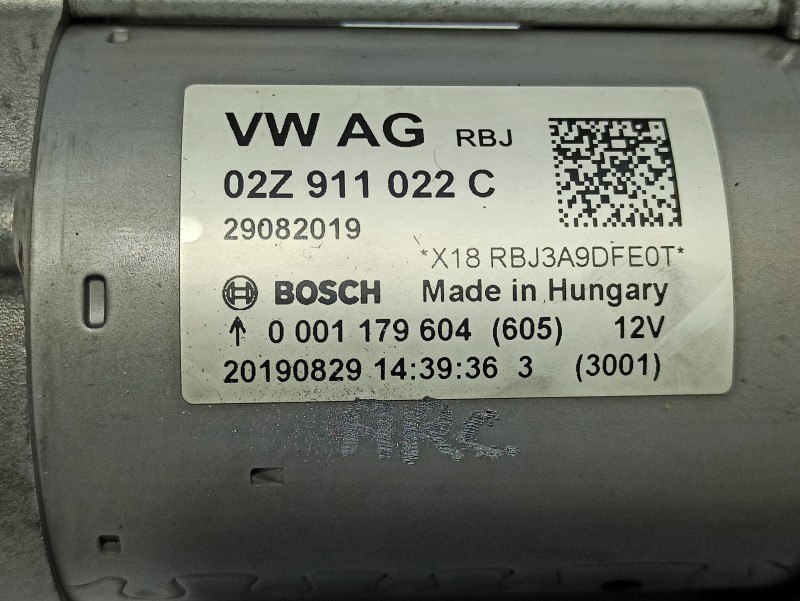 VW AG RBJ
02Z 911 022 C
29082019
*X18 RBJ3A9DFE0T*
BOSCH Made in Hungary
↑ 0 001 179 604 (605) 12V
20190829 14:39:36 3 (3001)
ARC